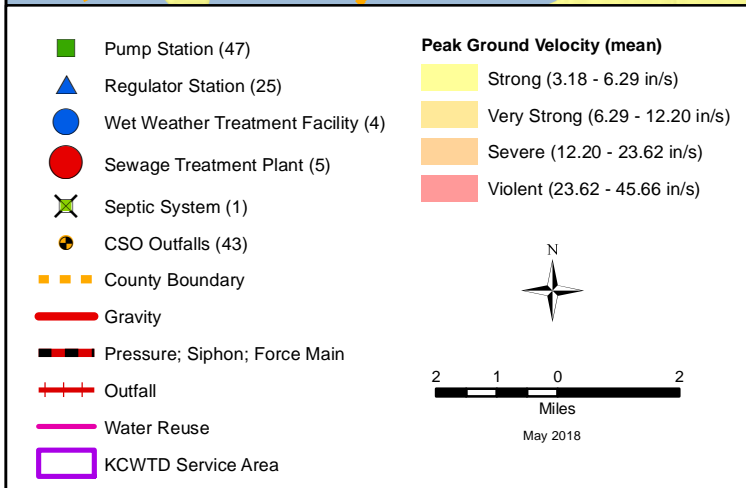 Pump Station (47)
Regulator Station (25)
Wet Weather Treatment Facility (4)
Sewage Treatment Plant (5)
Septic System (1)
CSO Outfalls (43)
County Boundary
Gravity
Pressure; Siphon; Force Main
Outfall
Water Reuse
KCWTD Service Area
Peak Ground Velocity (mean)
Strong (3.18 - 6.29 in/s)
Very Strong (6.29 - 12.20 in/s)
Severe (12.20 - 23.62 in/s)
Violent (23.62 - 45.66 in/s)
N
2 1 0 2
Miles
May 2018